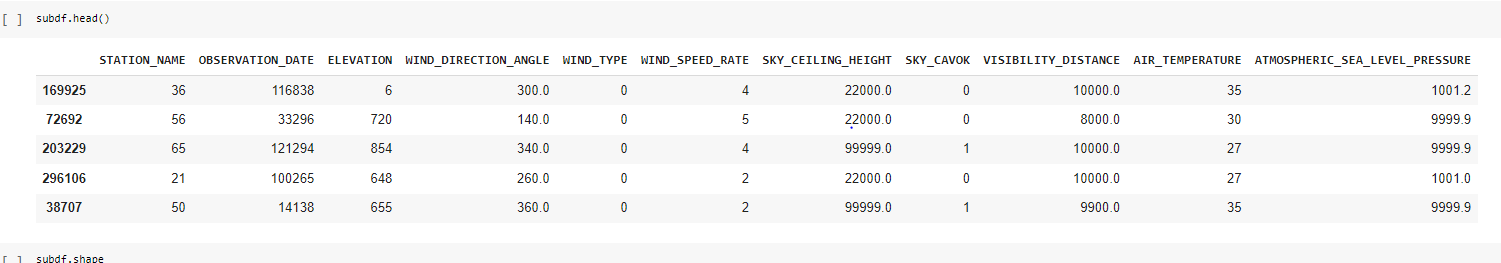 [ ] subdf.head()
STATION_NAME OBSERVATION_DATE ELEVATION WIND_DIRECTION_ANGLE WIND_TYPE WIND_SPEED_RATE SKY_CEILING_HEIGHT SKY_CAVOK VISIBILITY_DISTANCE AIR_TEMPERATURE ATMOSPHERIC_SEA_LEVEL_PRESSURE
169925 36 116838 6 300.0 0 4 22000.0 0 10000.0 35 1001.2
72692 56 33296 720 140.0 0 5 22000.0 0 8000.0 30 9999.9
203229 65 121294 854 340.0 0 4 99999.0 1 10000.0 27 9999.9
296106 21 100265 648 260.0 0 2 22000.0 0 10000.0 27 1001.0
38707 50 14138 655 360.0 0 2 99999.0 1 9900.0 35 9999.9
[ ] subdf.shape